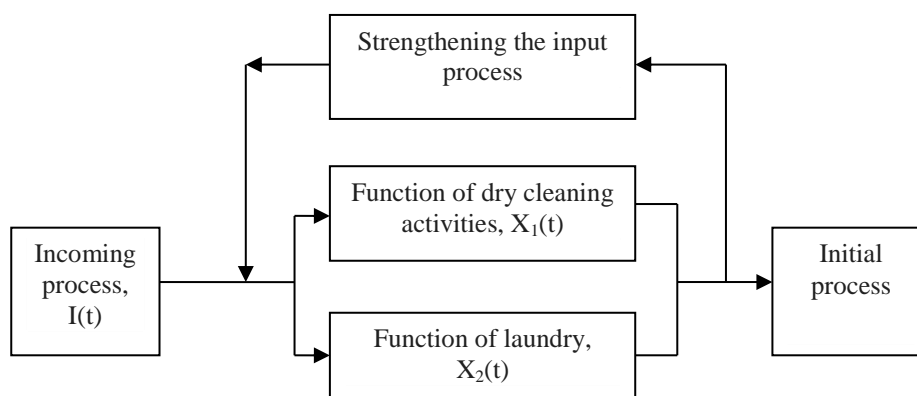 Strengthening the input
process
Function of dry cleaning
activities, X₁(t)
Incoming
process,
I(t)
Initial
process
Function of laundry,
X₂(t)